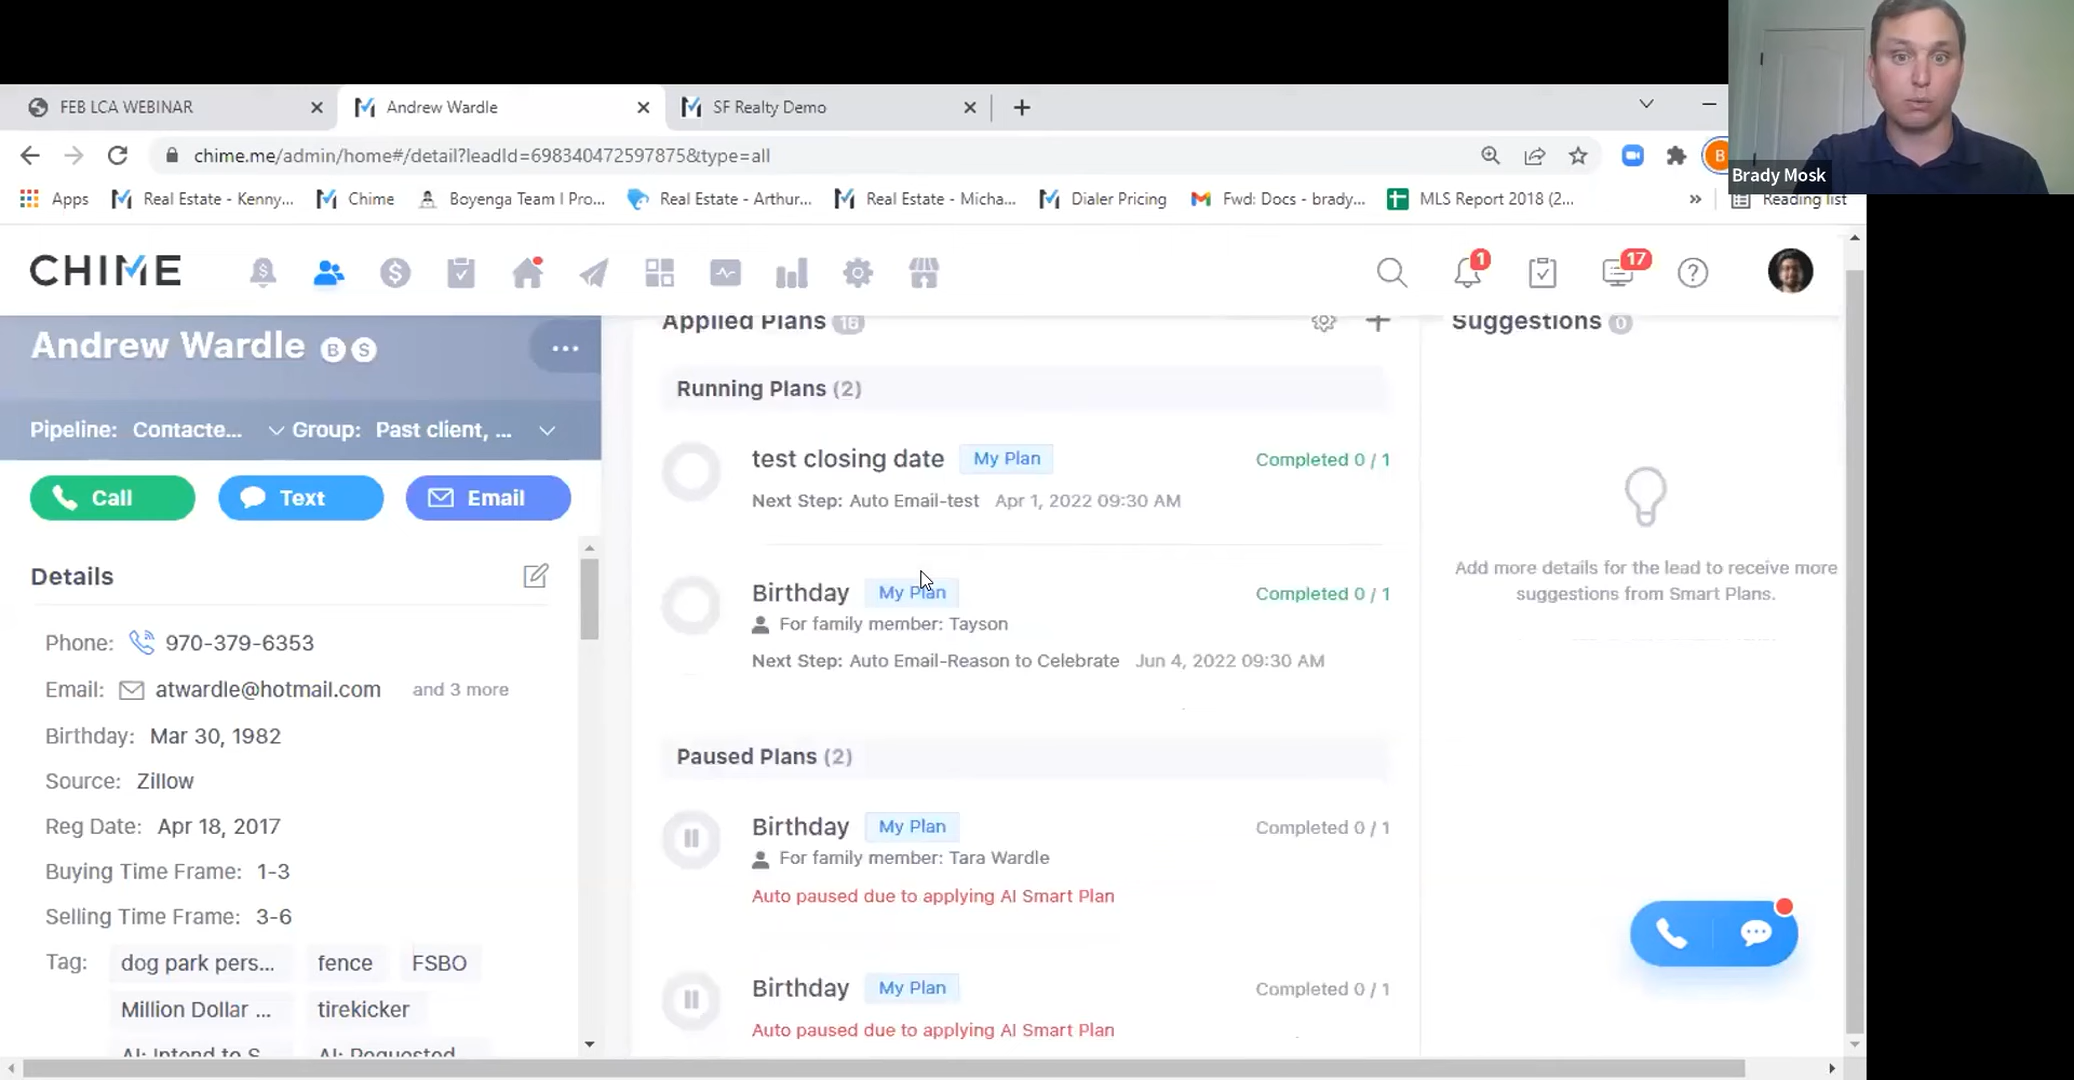 FEB LCA WEBINAR
Andrew Wardle
SF Realty Demo
chime.me/admin/home#/detail?leadId=698340472597875&type=all
B
Brady Mosk
Apps
Real Estate - Kenny...
Chime
Boyenga Team I Pro...
Real Estate - Arthur...
Real Estate - Micha...
Dialer Pricing
Fwd: Docs - brady...
MLS Report 2018 (2...
»
Reading list
CHIME
1
17
Andrew Wardle B S
Pipeline: Contacte... Group: Past client, ...
Call
Text
Email
Details
Phone: 970-379-6353
Email: atwardle@hotmail.com and 3 more
Birthday: Mar 30, 1982
Source: Zillow
Reg Date: Apr 18, 2017
Buying Time Frame: 1-3
Selling Time Frame: 3-6
Tag: dog park pers... fence FSBO
Million Dollar ... tirekicker
AI: Intend to S... AI: Requested
Applied Plans 16
Running Plans (2)
test closing date My Plan Completed 0 / 1
Next Step: Auto Email-test Apr 1, 2022 09:30 AM
Birthday My Plan Completed 0 / 1
For family member: Tayson
Next Step: Auto Email-Reason to Celebrate Jun 4, 2022 09:30 AM
Paused Plans (2)
Birthday My Plan Completed 0 / 1
For family member: Tara Wardle
Auto paused due to applying AI Smart Plan
Birthday My Plan Completed 0 / 1
Auto paused due to applying AI Smart Plan
Suggestions 0
Add more details for the lead to receive more
suggestions from Smart Plans.